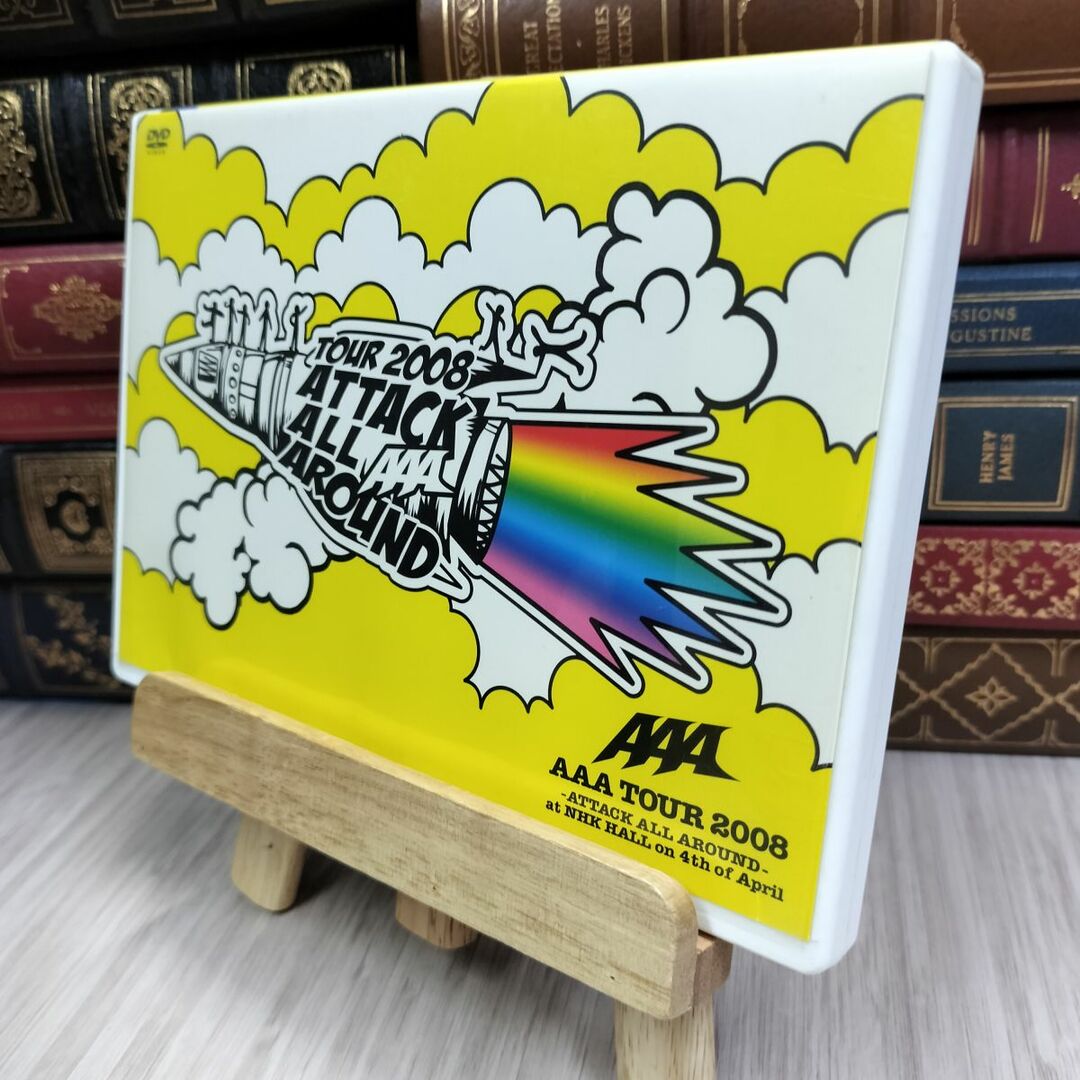 GREAT
EXPECTATIONS
CHARLES
DICKENS
DVD
VIDEO
TOUR 2008
ATTACK
ALL AAA
AROUND
SSIONS
GUSTINE
HENRY
JAMES
AAA
AAA TOUR 2008
-ATTACK ALL AROUND-
at NHK HALL on 4th of April